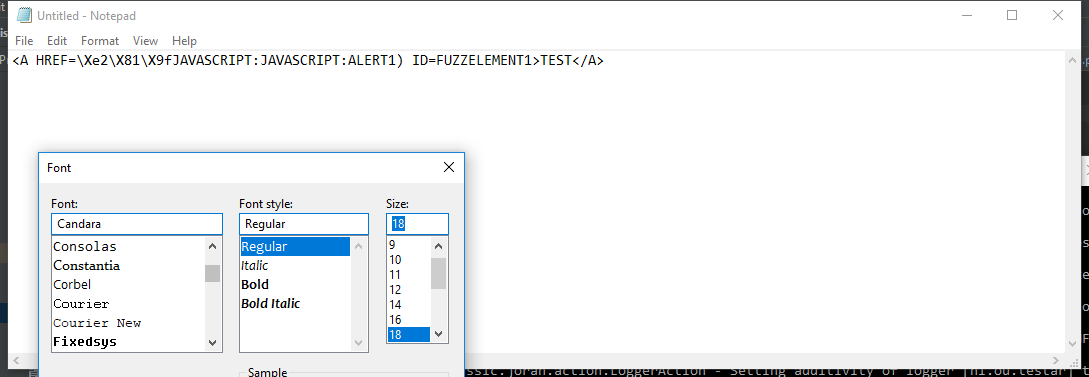 Untitled - Notepad
File Edit Format View Help
<A HREF=\Xe2\X81\X9fJAVASCRIPT:JAVASCRIPT:ALERT1) ID=FUZZELEMENT1>TEST</A>
Font
Font: Font style: Size:
Candara Regular 18
Consolas Regular 9
Constantia Italic 10
Corbel Bold 11
Courier Bold Italic 12
Courier New 14
Fixedsys 16
18
Sample
ssic.joran.action.LoggerAction - Setting additivity of logger [nl.ou.testar] t